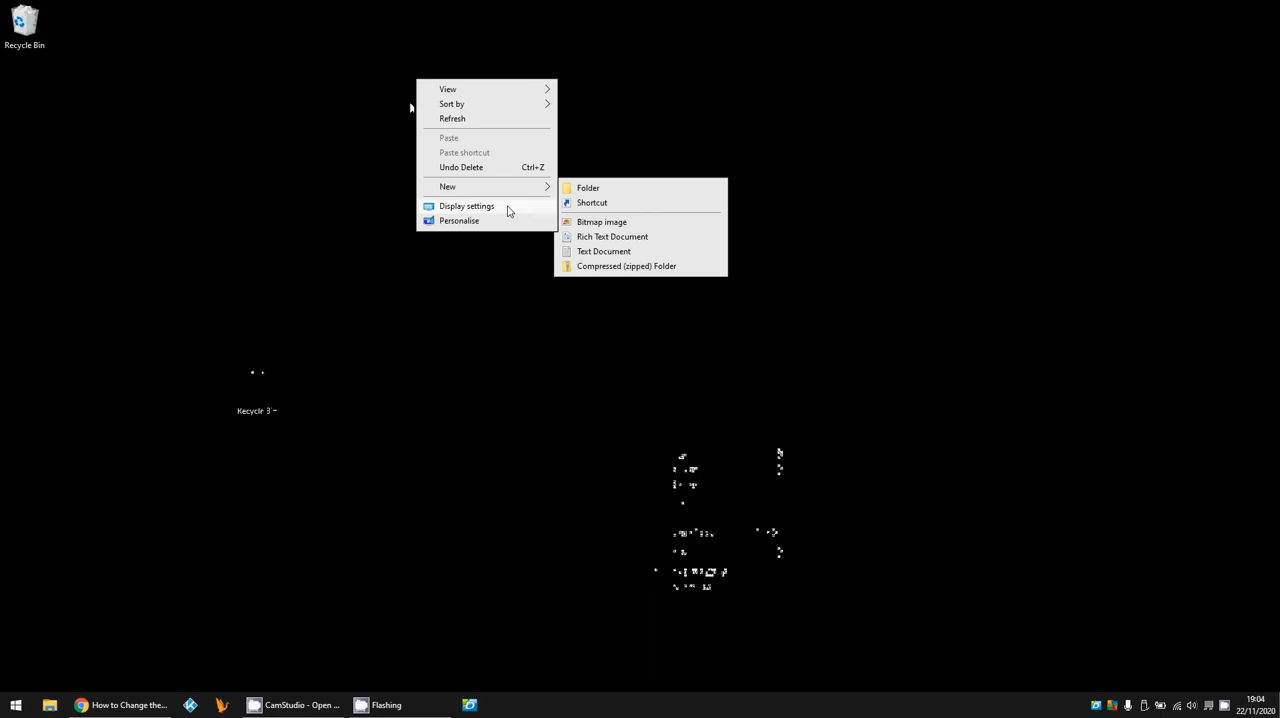 Recycle Bin
View
Sort by
Refresh
Paste
Paste shortcut
Undo Delete Ctrl+Z
New
Display settings
Personalise
Folder
Shortcut
Bitmap image
Rich Text Document
Text Document
Compressed (zipped) Folder
How to Change the...
CamStudio - Open ...
Flashing
19:04
22/11/2020